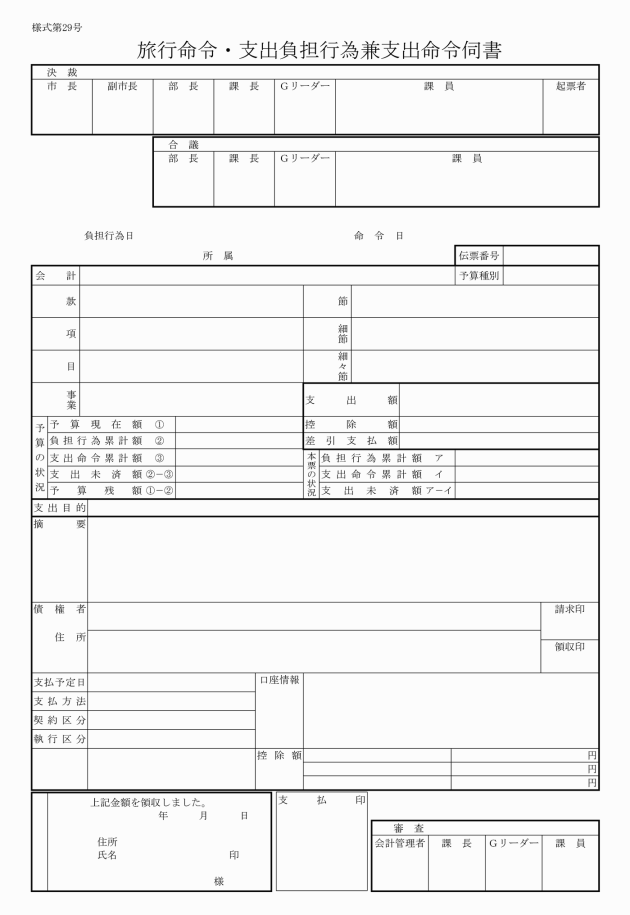 様式第29号
旅行命令・支出負担行為兼支出命令伺書
決 裁
市 長 副市長 部 長 課 長 Gリーダー 課 員 起票者
合 議
部 長 課 長 Gリーダー 課 員
負担行為日 命 令 日
所 属 伝票番号
会 計 予算種別
款 節
項 細節
目 細々節
事業 支 出 額
予算の状況 予 算 現 在 額 ① 控 除 額
負担行為累計額 ② 差 引 支 払 額
支出命令累計額 ③ 本票の状況 負 担 行 為 累 計 額 ア
支 出 未 済 額 ②−③ 支 出 命 令 累 計 額 イ
予 算 残 額 ①−② 支 出 未 済 額 ア−イ
支 出 目 的
摘 要
債 権 者 請求印
住 所 領収印
支払予定日 口座情報
支 払 方 法
契 約 区 分
執 行 区 分
控 除 額 円
円
円
上記金額を領収しました。 支 払 印
年 月 日
住所
氏名 印
様
審 査
会計管理者 課 長 Gリーダー 課 員